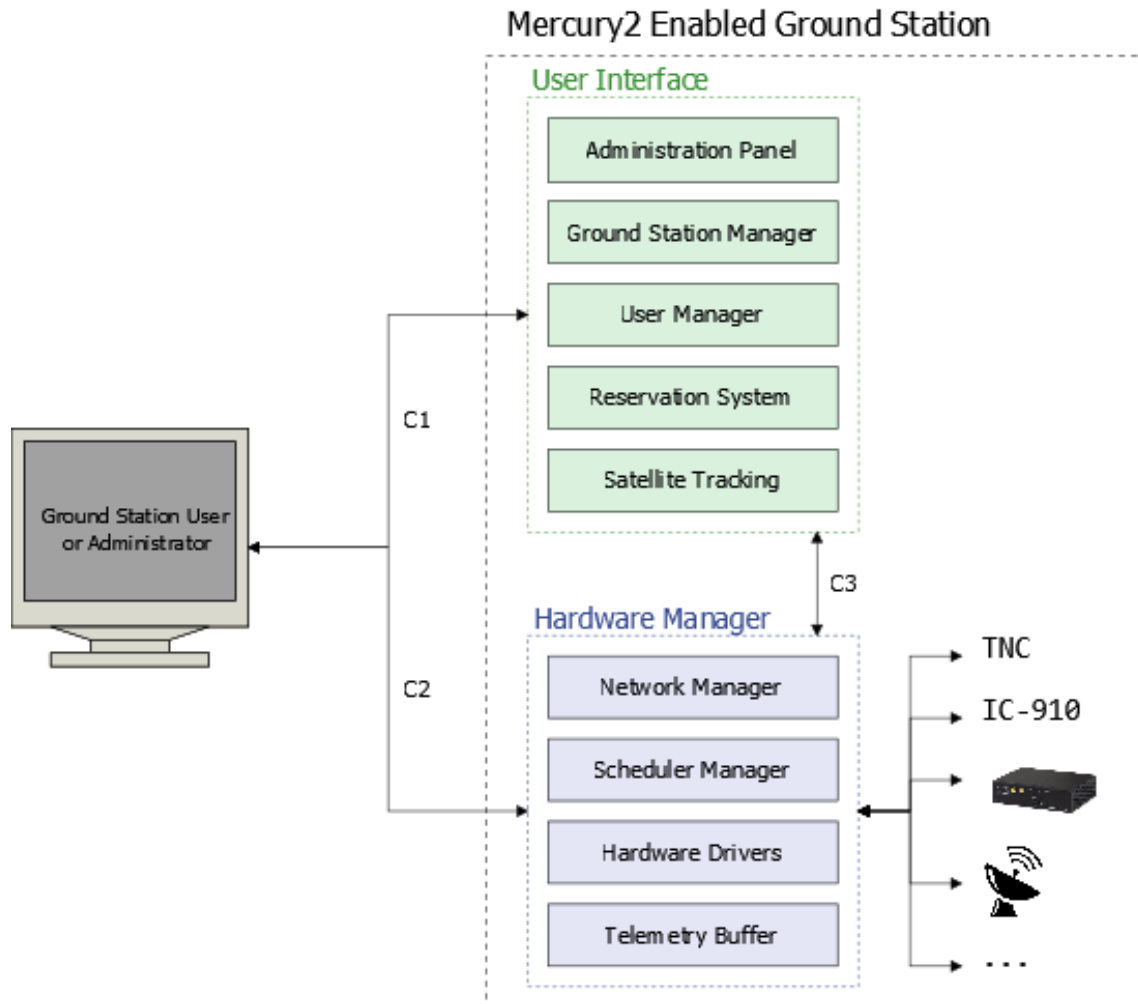 Mercury2 Enabled Ground Station
User Interface
Administration Panel
Ground Station Manager
User Manager
Reservation System
Satellite Tracking
C1
Ground Station User
or Administrator
C2
C3
Hardware Manager
Network Manager
Scheduler Manager
Hardware Drivers
Telemetry Buffer
TNC
IC-910
...